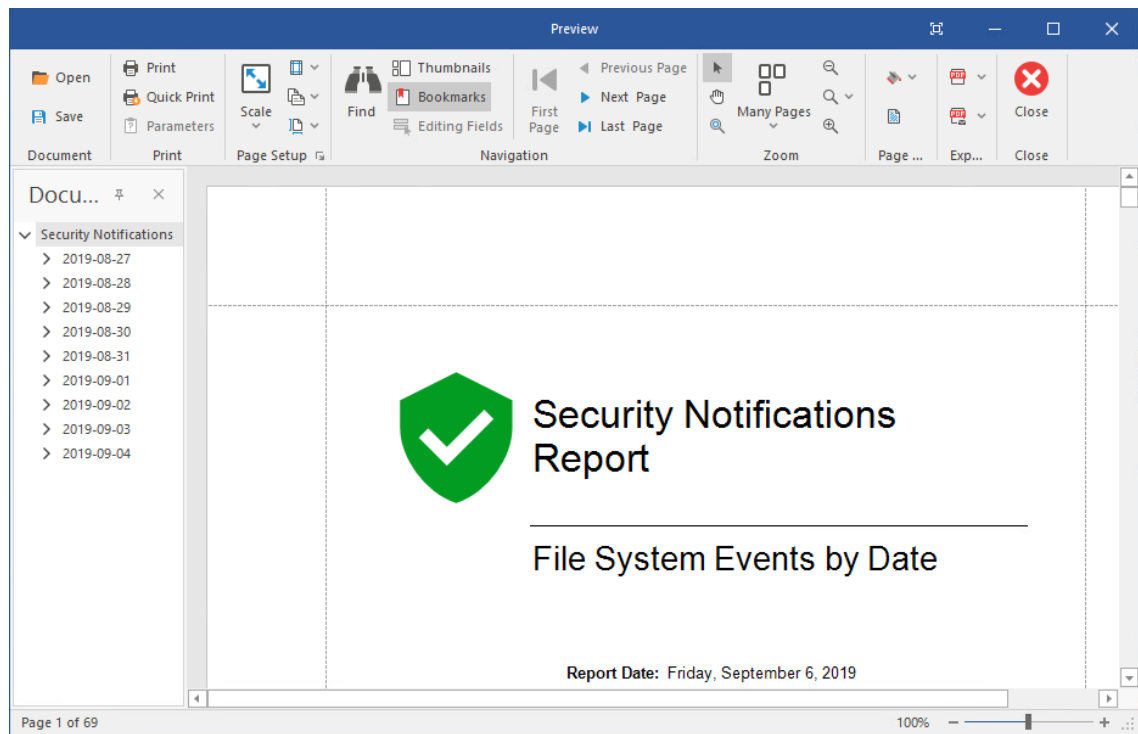 Preview
Open
Save
Document
Print
Quick Print
Parameters
Print
Scale
Page Setup
Find
Thumbnails
Bookmarks
Editing Fields
First
Page
Previous Page
Next Page
Last Page
Navigation
Many Pages
Zoom
Page ...
PDF
PDF
Exp...
Close
Close
Docu...
Security Notifications
2019-08-27
2019-08-28
2019-08-29
2019-08-30
2019-08-31
2019-09-01
2019-09-02
2019-09-03
2019-09-04
Security Notifications
Report
File System Events by Date
Report Date: Friday, September 6, 2019
Page 1 of 69
100%